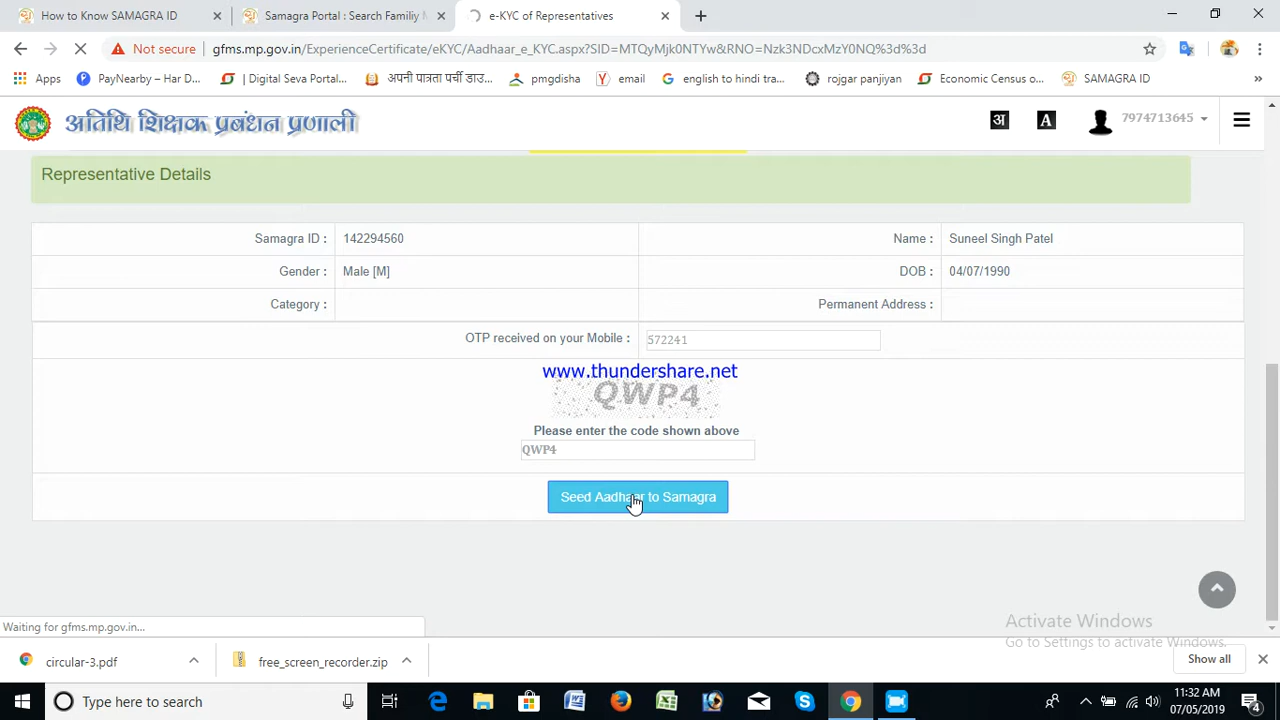 How to Know SAMAGRA ID
Samagra Portal : Search Familiy M
e-KYC of Representatives
Not secure
gfms.mp.gov.in/ExperienceCertificate/eKYC/Aadhaar_e_KYC.aspx?SID=MTQyMjk0NTYw&RNO=Nzk3NDcxMzY0NQ%3d%3d
Apps
PayNearby – Har D...
| Digital Seva Portal...
अपनी पात्रता पर्ची डाउ...
pmgdisha
email
english to hindi tra...
rojgar panjiyan
Economic Census o...
SAMAGRA ID
»
अतिथि शिक्षक प्रबंधन प्रणाली
अ
A
7974713645
Representative Details
Samagra ID :
142294560
Name :
Suneel Singh Patel
Gender :
Male [M]
DOB :
04/07/1990
Category :
Permanent Address :
OTP received on your Mobile :
572241
www.thundershare.net
QWP4
Please enter the code shown above
QWP4
Seed Aadhaar to Samagra
Activate Windows
Go to Settings to activate Windows.
Waiting for gfms.mp.gov.in...
circular-3.pdf
free_screen_recorder.zip
Show all
Type here to search
11:32 AM
07/05/2019
4